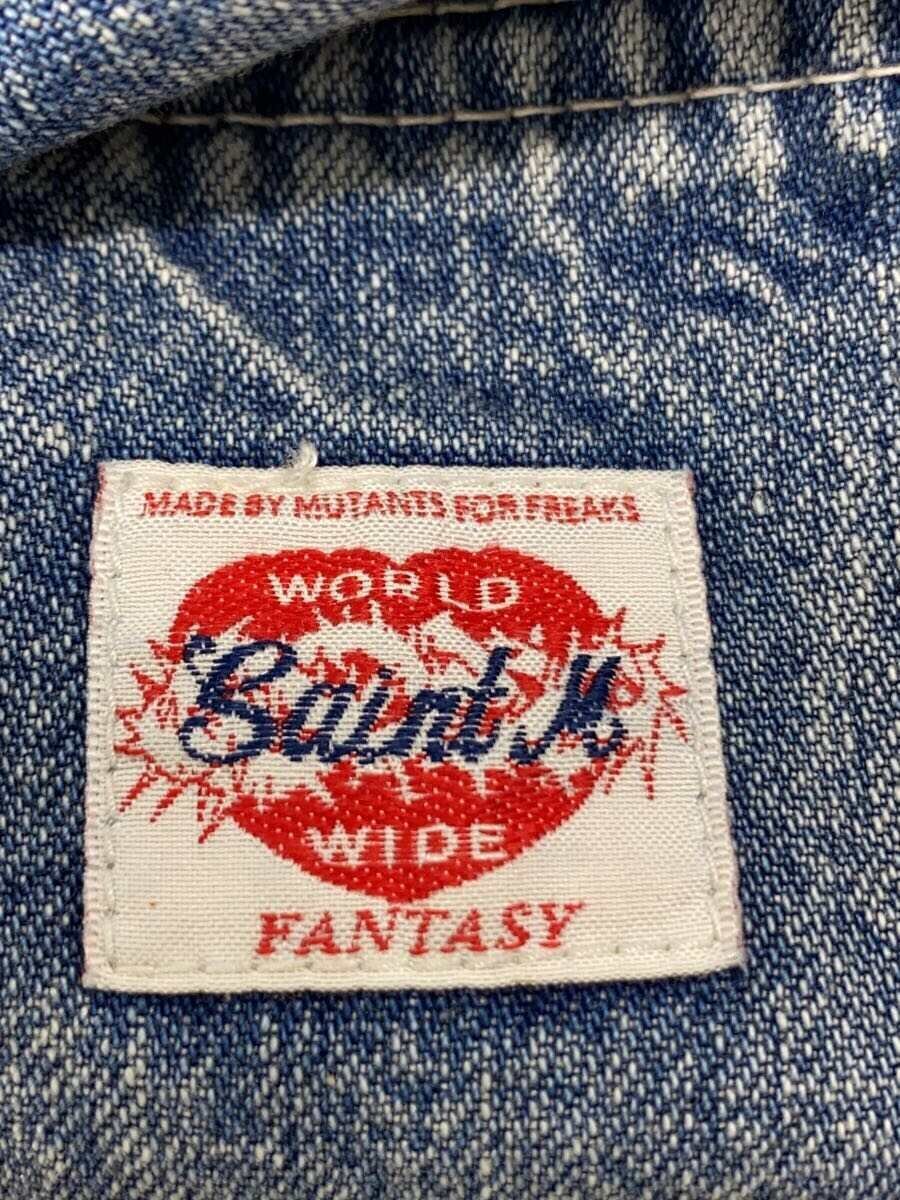 MADE BY MUTANTS FOR FREAKS
WORLD
Saint M
WIDE
FANTASY